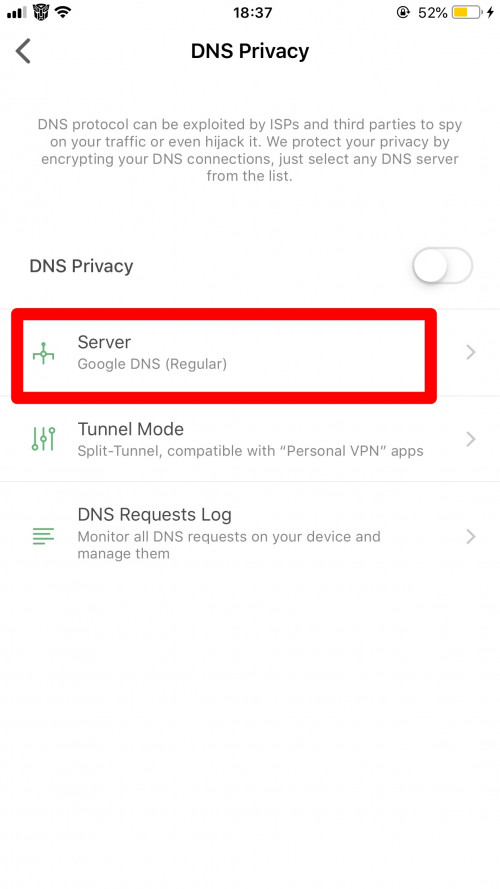 18:37
52%
DNS Privacy
DNS protocol can be exploited by ISPs and third parties to spy
on your traffic or even hijack it. We protect your privacy by
encrypting your DNS connections, just select any DNS server
from the list.
DNS Privacy
Server
Google DNS (Regular)
Tunnel Mode
Split-Tunnel, compatible with “Personal VPN” apps
DNS Requests Log
Monitor all DNS requests on your device and
manage them